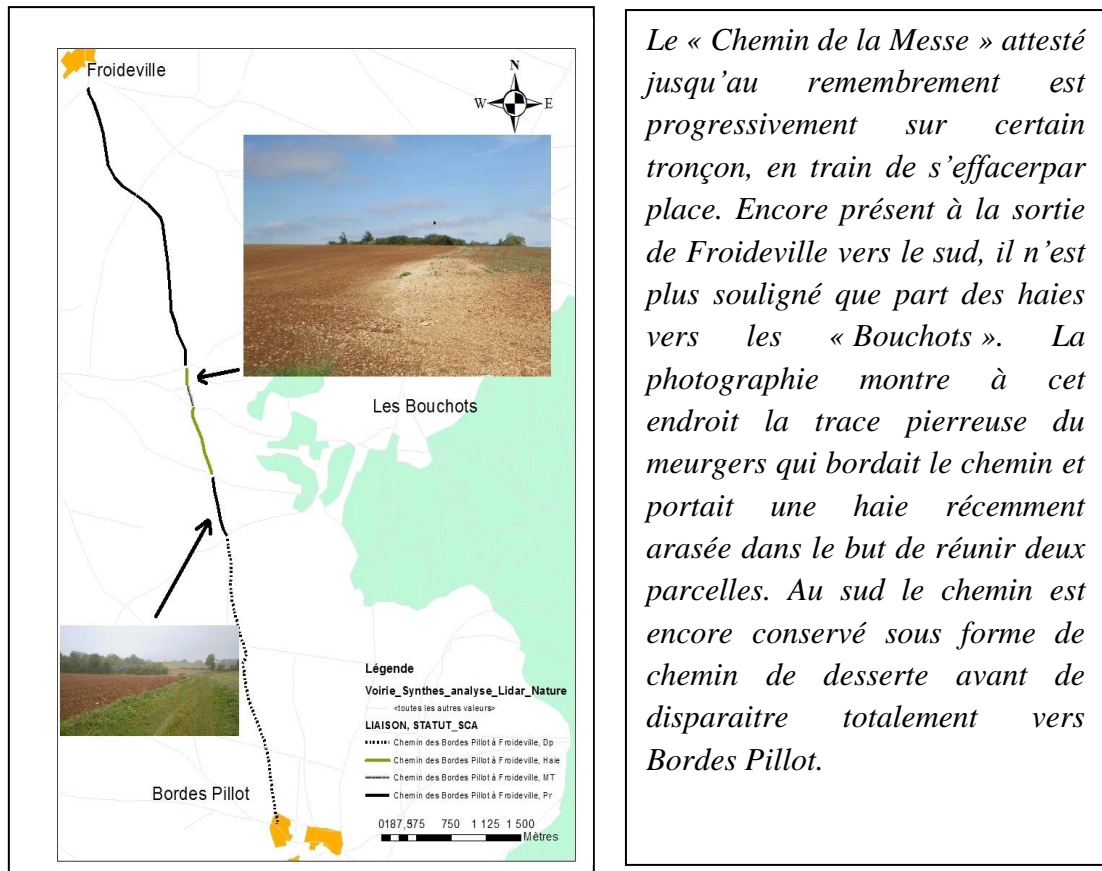 Froideville
N
W
E
S
Les Bouchots
Bordes Pillot
Légende
Voirie_Synthes_analyse_Lidar_Nature
<toutes les autres valeurs>
LIAISON, STATUT_SCA
Chemin des Bordes Pillot à Froideville, Dp
Chemin des Bordes Pillot à Froideville, Haie
Chemin des Bordes Pillot à Froideville, MT
Chemin des Bordes Pillot à Froideville, Pr
0187,5375 750 1 125 1 500
Mètres
Le « Chemin de la Messe » attesté
jusqu’au remembrement est
progressivement sur certain
tronçon, en train de s’effacerpar
place. Encore présent à la sortie
de Froideville vers le sud, il n’est
plus souligné que part des haies
vers les « Bouchots ». La
photographie montre à cet
endroit la trace pierreuse du
meurgers qui bordait le chemin et
portait une haie récemment
arasée dans le but de réunir deux
parcelles. Au sud le chemin est
encore conservé sous forme de
chemin de desserte avant de
disparaitre totalement vers
Bordes Pillot.